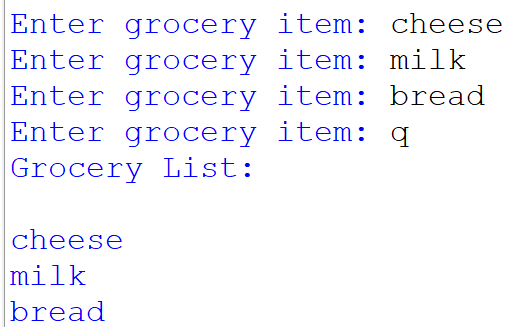 Enter grocery item: cheese
Enter grocery item: milk
Enter grocery item: bread
Enter grocery item: q
Grocery List:

cheese
milk
bread